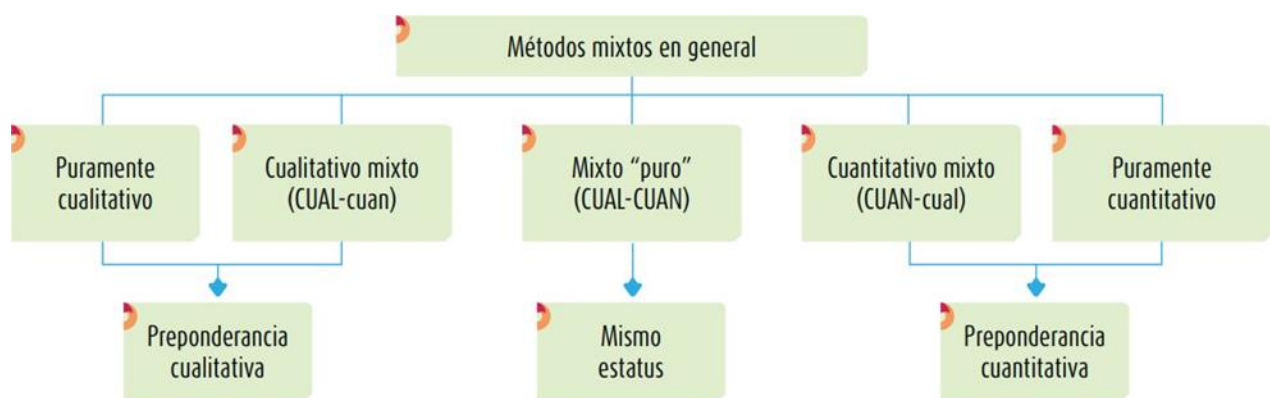 Métodos mixtos en general
Puramente
cualitativo
Cualitativo mixto
(CUAL-cuan)
Mixto “puro”
(CUAL-CUAN)
Cuantitativo mixto
(CUAN-cual)
Puramente
cuantitativo
Preponderancia
cualitativa
Mismo
estatus
Preponderancia
cuantitativa